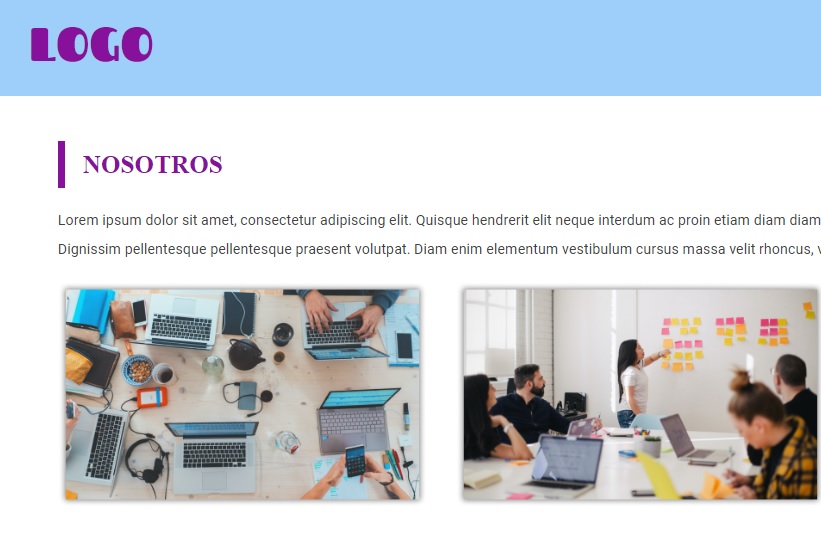 LOGO
NOSOTROS
Lorem ipsum dolor sit amet, consectetur adipiscing elit. Quisque hendrerit elit neque interdum ac proin etiam diam diam
Dignissim pellentesque pellentesque praesent volutpat. Diam enim elementum vestibulum cursus massa velit rhoncus,